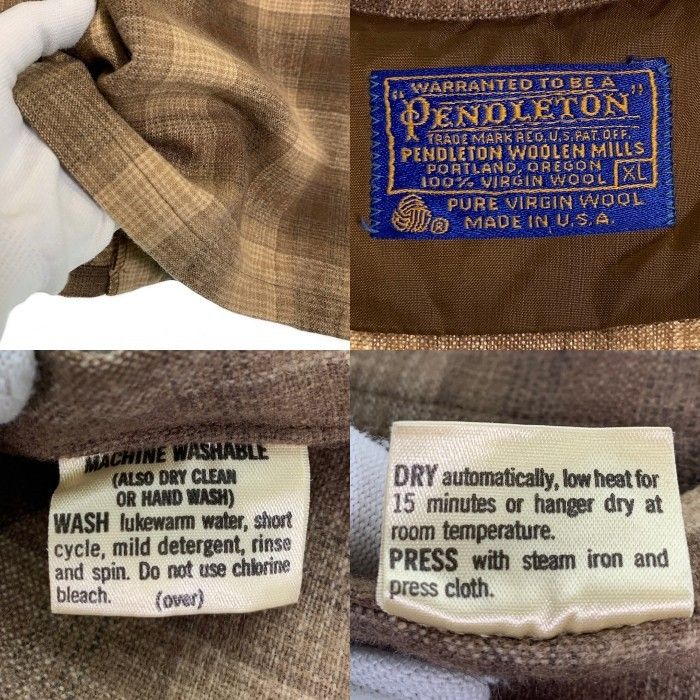 "WARRANTED TO BE A
PENDLETON"
TRADE MARK REG. U.S. PAT. OFF.
PENDLETON WOOLEN MILLS
PORTLAND, OREGON
100% VIRGIN WOOL XL
® PURE VIRGIN WOOL
MADE IN U.S.A.
MACHINE WASHABLE
(ALSO DRY CLEAN
OR HAND WASH)
WASH lukewarm water, short
cycle, mild detergent, rinse
and spin. Do not use chlorine
bleach. (over)
DRY automatically, low heat for
15 minutes or hanger dry at
room temperature.
PRESS with steam iron and
press cloth.